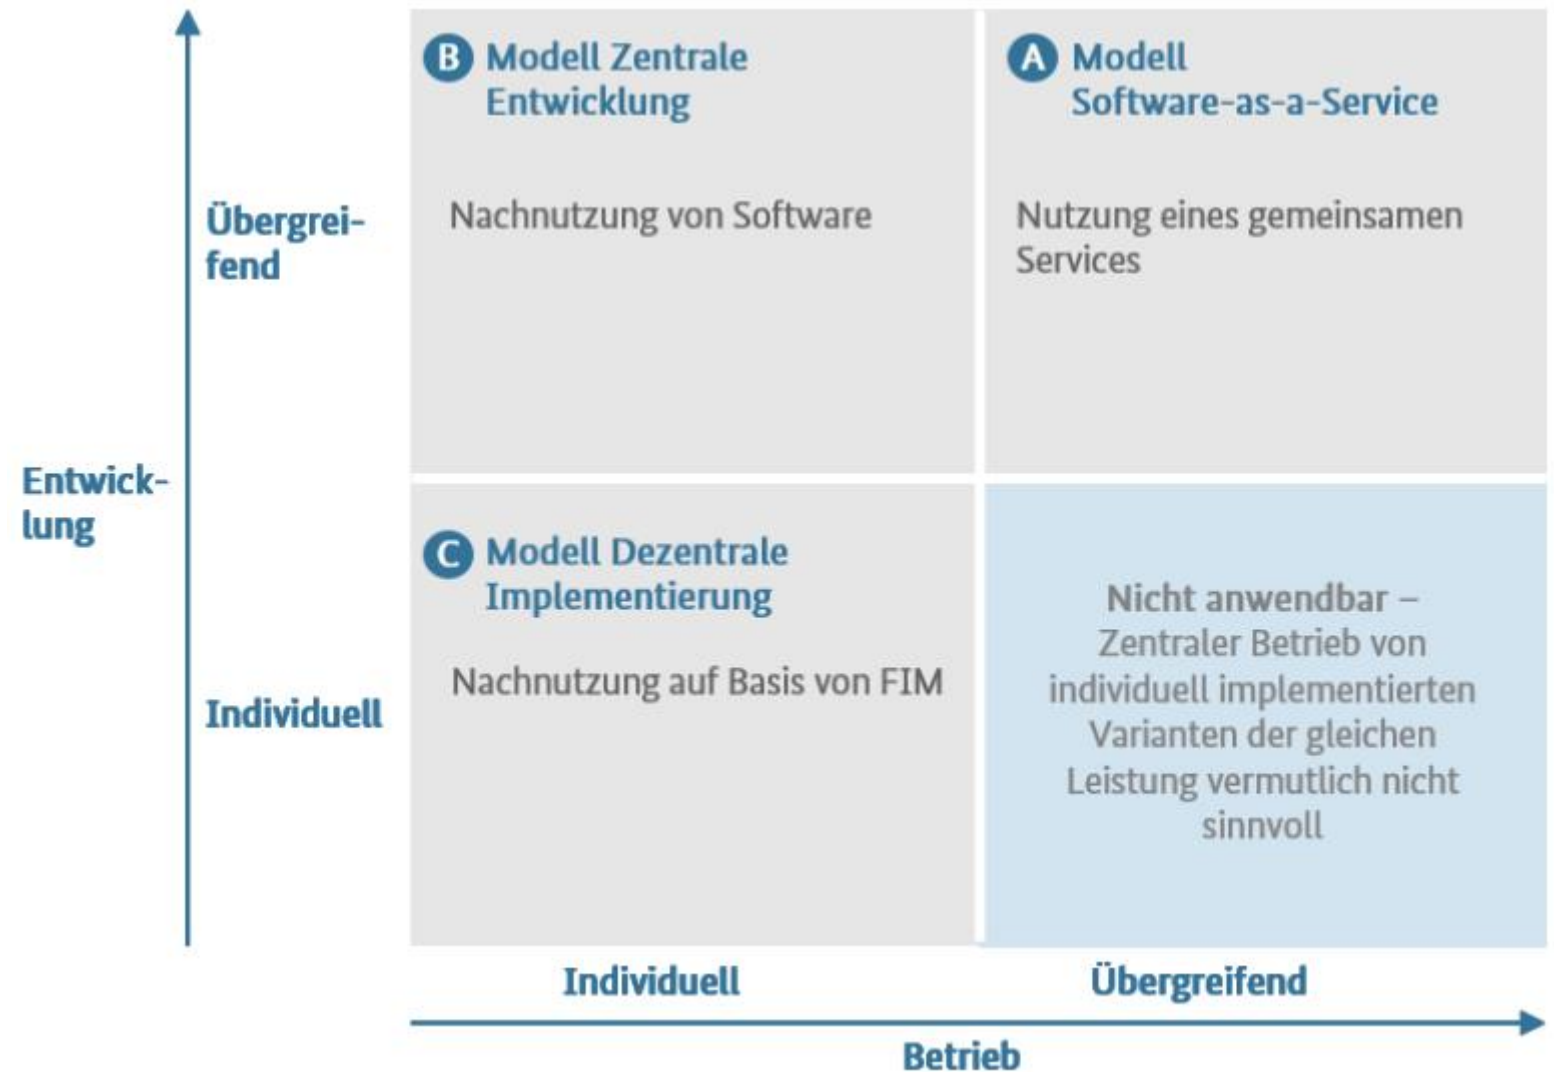 B Modell Zentrale
Entwicklung
Nachnutzung von Software
A Modell
Software-as-a-Service
Nutzung eines gemeinsamen
Services
Übergrei-
fend
Entwick-
lung
C Modell Dezentrale
Implementierung
Nachnutzung auf Basis von FIM
Individuell
Nicht anwendbar –
Zentraler Betrieb von
individuell implementierten
Varianten der gleichen
Leistung vermutlich nicht
sinnvoll
Individuell
Übergreifend
Betrieb